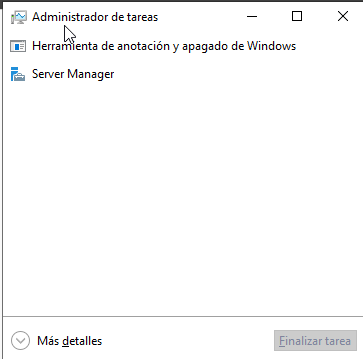 Administrador de tareas
Herramienta de anotación y apagado de Windows
Server Manager
Más detalles
Finalizar tarea